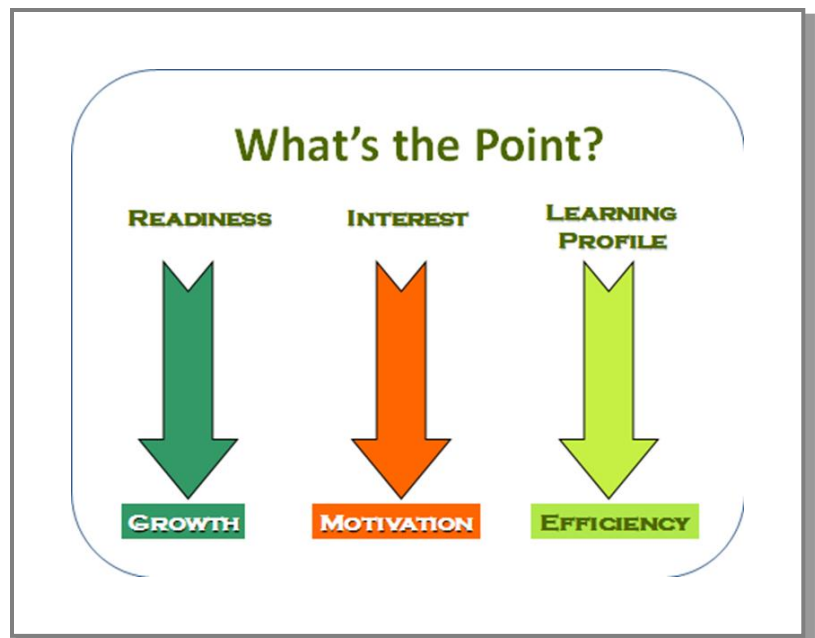 What's the Point?
READINESS
INTEREST
LEARNING
PROFILE
GROWTH
MOTIVATION
EFFICIENCY